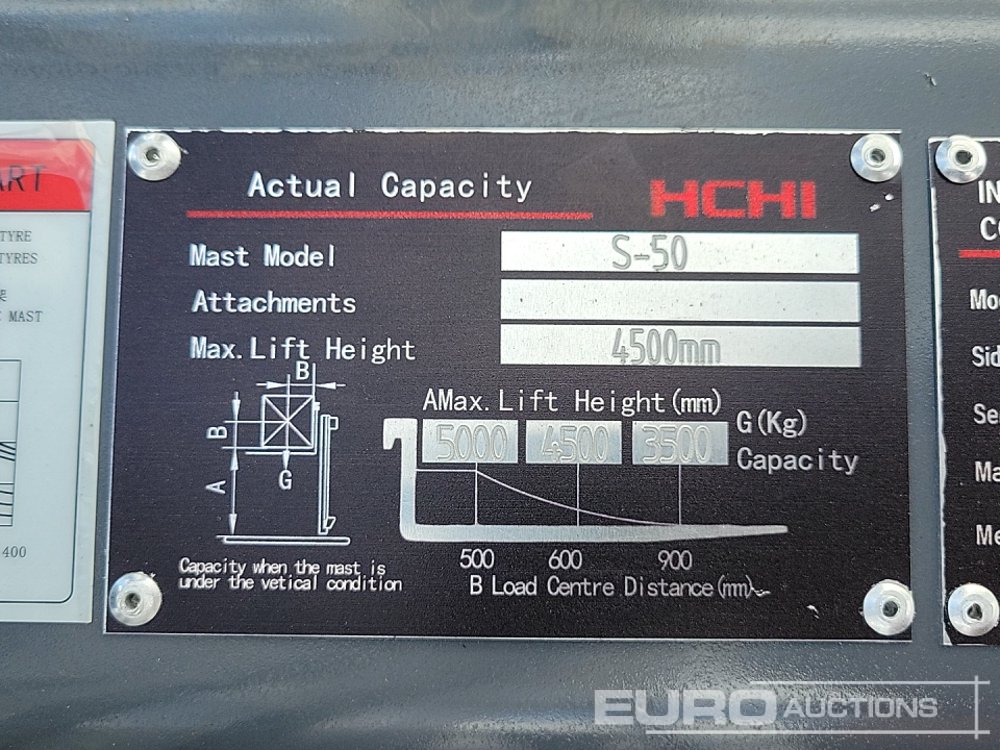 ART
TYRE
TYRES
MAST
400
Actual Capacity
HCHI
Mast Model S-50
Attachments
Max.Lift Height 4500mm
B
B
A
G
AMax.Lift Height(mm)
5000 4500 3500 G(Kg)
Capacity
500 600 900
B Load Centre Distance(mm)
Capacity when the mast is
under the vetical condition
IN
CO
Mo
Sid
Se
Ma
Me
EURO AUCTIONS